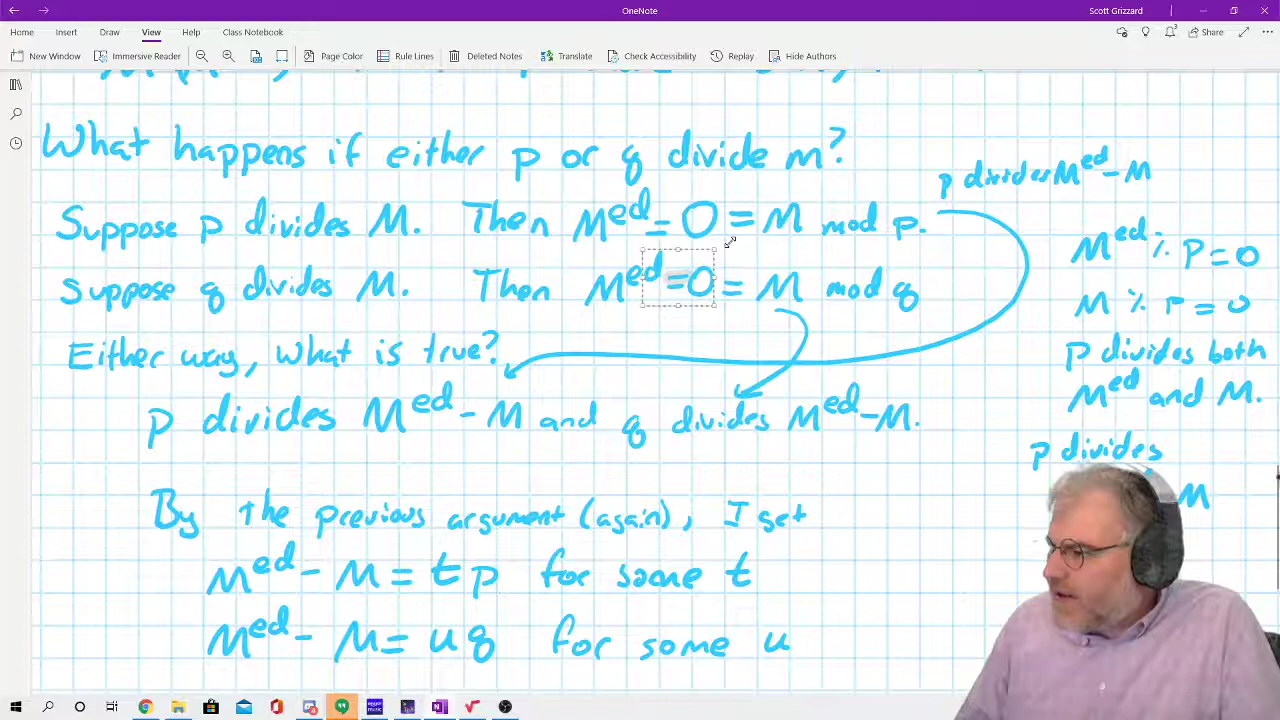 OneNote
Scott Grizzard
Home Insert Draw View Help Class Notebook
Share
New Window Immersive Reader Page Color Rule Lines Deleted Notes Translate Check Accessibility Replay Hide Authors
What happens if either p or q divide M?
Suppose p divides M. Then M^ed = 0 = M mod p.
Suppose q divides M. Then M^ed = 0 = M mod q
Either way, what is true?
p divides M^ed - M and q divides M^ed - M.
By the previous argument (again), I get
M^ed - M = t p for some t
M^ed - M = u q for some u
p divides M^ed - M
M^ed % p = 0
M % p = 0
p divides both
M^ed and M.
p divides
M